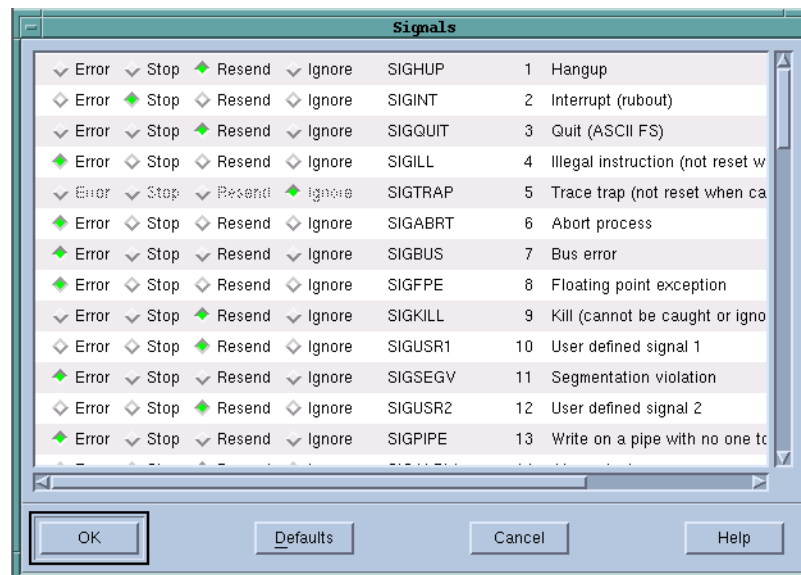 Signals
Error Stop Resend Ignore SIGHUP 1 Hangup
Error Stop Resend Ignore SIGINT 2 Interrupt (rubout)
Error Stop Resend Ignore SIGQUIT 3 Quit (ASCII FS)
Error Stop Resend Ignore SIGILL 4 Illegal instruction (not reset w
Error Stop Resend Ignore SIGTRAP 5 Trace trap (not reset when ca
Error Stop Resend Ignore SIGABRT 6 Abort process
Error Stop Resend Ignore SIGBUS 7 Bus error
Error Stop Resend Ignore SIGFPE 8 Floating point exception
Error Stop Resend Ignore SIGKILL 9 Kill (cannot be caught or igno
Error Stop Resend Ignore SIGUSR1 10 User defined signal 1
Error Stop Resend Ignore SIGSEGV 11 Segmentation violation
Error Stop Resend Ignore SIGUSR2 12 User defined signal 2
Error Stop Resend Ignore SIGPIPE 13 Write on a pipe with no one to
OK Defaults Cancel Help